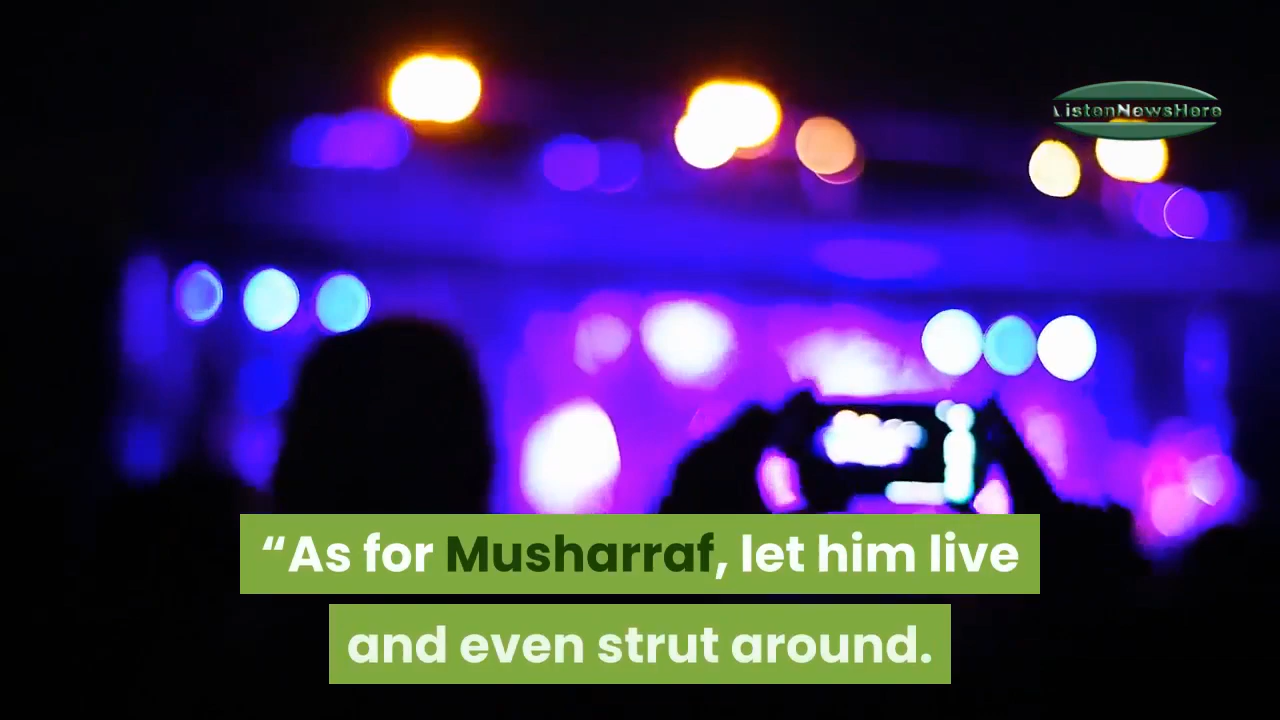 ListenNewsHere
“As for Musharraf, let him live
and even strut around.